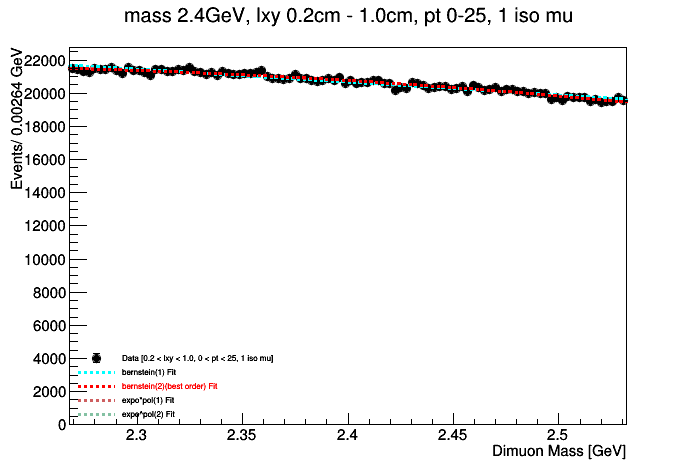 mass 2.4GeV, lxy 0.2cm - 1.0cm, pt 0-25, 1 iso mu
Events/ 0.00264 GeV
22000
20000
18000
16000
14000
12000
10000
8000
6000
4000
2000
0
Data [0.2 < lxy < 1.0, 0 < pt < 25, 1 iso mu]
bernstein(1) Fit
bernstein(2)(best order) Fit
expo*pol(1) Fit
expo*pol(2) Fit
2.3
2.35
2.4
2.45
2.5
Dimuon Mass [GeV]